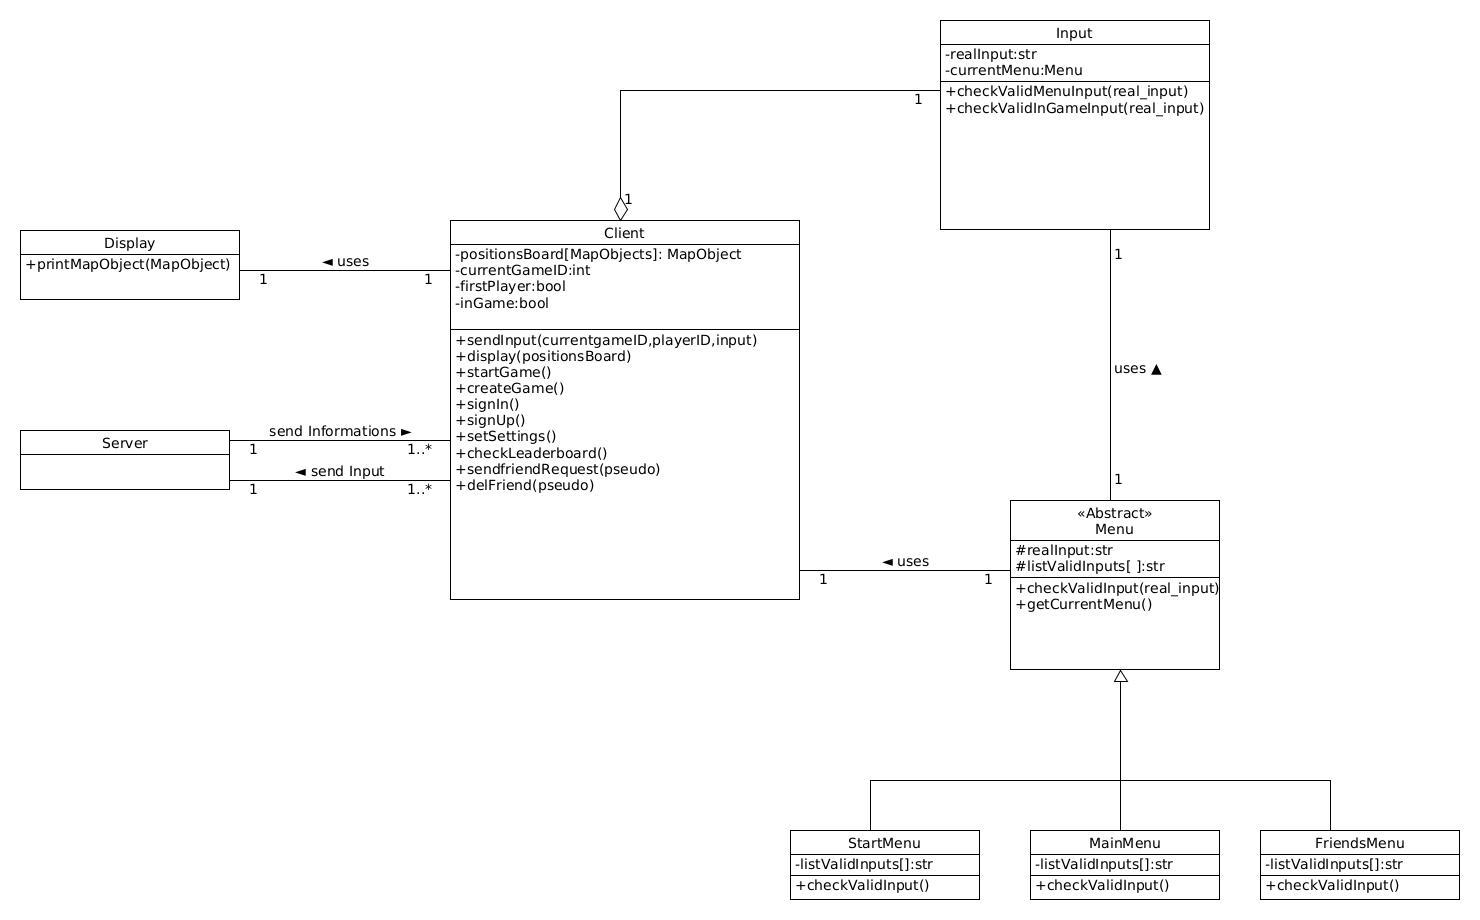 Input
-realInput:str
-currentMenu:Menu
+checkValidMenuInput(real_input)
+checkValidInGameInput(real_input)
1
1
Display
+printMapObject(MapObject)
◄ uses
1
1
Client
-positionsBoard[MapObjects]: MapObject
-currentGameID:int
-firstPlayer:bool
-inGame:bool
+sendInput(currentgameID,playerID,input)
+display(positionsBoard)
+startGame()
+createGame()
+signIn()
+signUp()
+setSettings()
+checkLeaderboard()
+sendfriendRequest(pseudo)
+delFriend(pseudo)
1
uses ▲
1
Server
send Informations ►
1
1..*
◄ send Input
1
1..*
◄ uses
1
1
«Abstract»
Menu
#realInput:str
#listValidInputs[ ]:str
+checkValidInput(real_input)
+getCurrentMenu()
StartMenu
-listValidInputs[]:str
+checkValidInput()
MainMenu
-listValidInputs[]:str
+checkValidInput()
FriendsMenu
-listValidInputs[]:str
+checkValidInput()